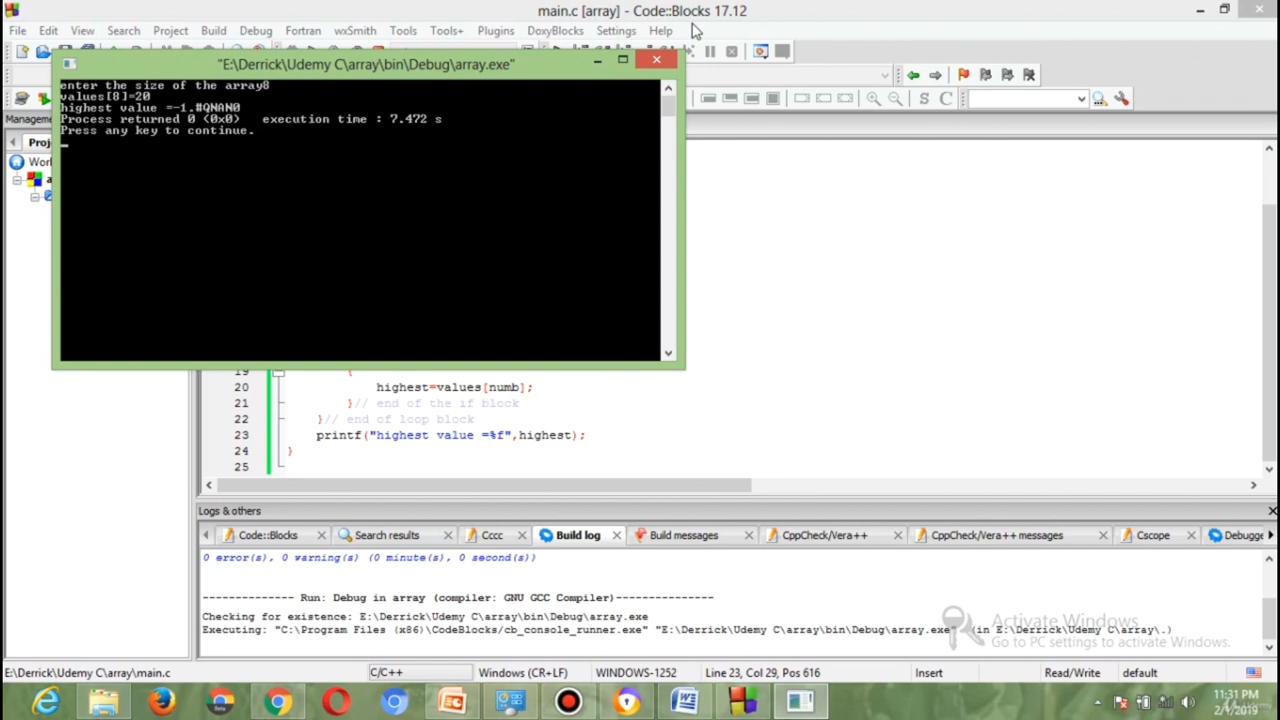 main.c [array] - Code::Blocks 17.12
File Edit View Search Project Build Debug Fortran wxSmith Tools Tools+ Plugins DoxyBlocks Settings Help
"E:\Derrick\Udemy C\array\bin\Debug\array.exe"
enter the size of the array8
values[8]=20
highest value =-1.#QNAN0
Process returned 0 (0x0) execution time : 7.472 s
Press any key to continue.
S C
Managem
Proj
Work
a
19 {
20 highest=values[numb];
21 }// end of the if block
22 }// end of loop block
23 printf("highest value =%f",highest);
24 }
25
Logs & others
Code::Blocks Search results Cccc Build log Build messages CppCheck/Vera++ CppCheck/Vera++ messages Cscope Debugge
0 error(s), 0 warning(s) (0 minute(s), 0 second(s))
-------------- Run: Debug in array (compiler: GNU GCC Compiler)---------------
Checking for existence: E:\Derrick\Udemy C\array\bin\Debug\array.exe
Executing: "C:\Program Files (x86)\CodeBlocks/cb_console_runner.exe" "E:\Derrick\Udemy C\array\bin\Debug\array.exe" (in E:\Derrick\Udemy C\array\.)
Activate Windows
Go to PC settings to activate Windows.
E:\Derrick\Udemy C\array\main.c C/C++ Windows (CR+LF) WINDOWS-1252 Line 23, Col 29, Pos 616 Insert Read/Write default
11:31 PM
2/1/2019